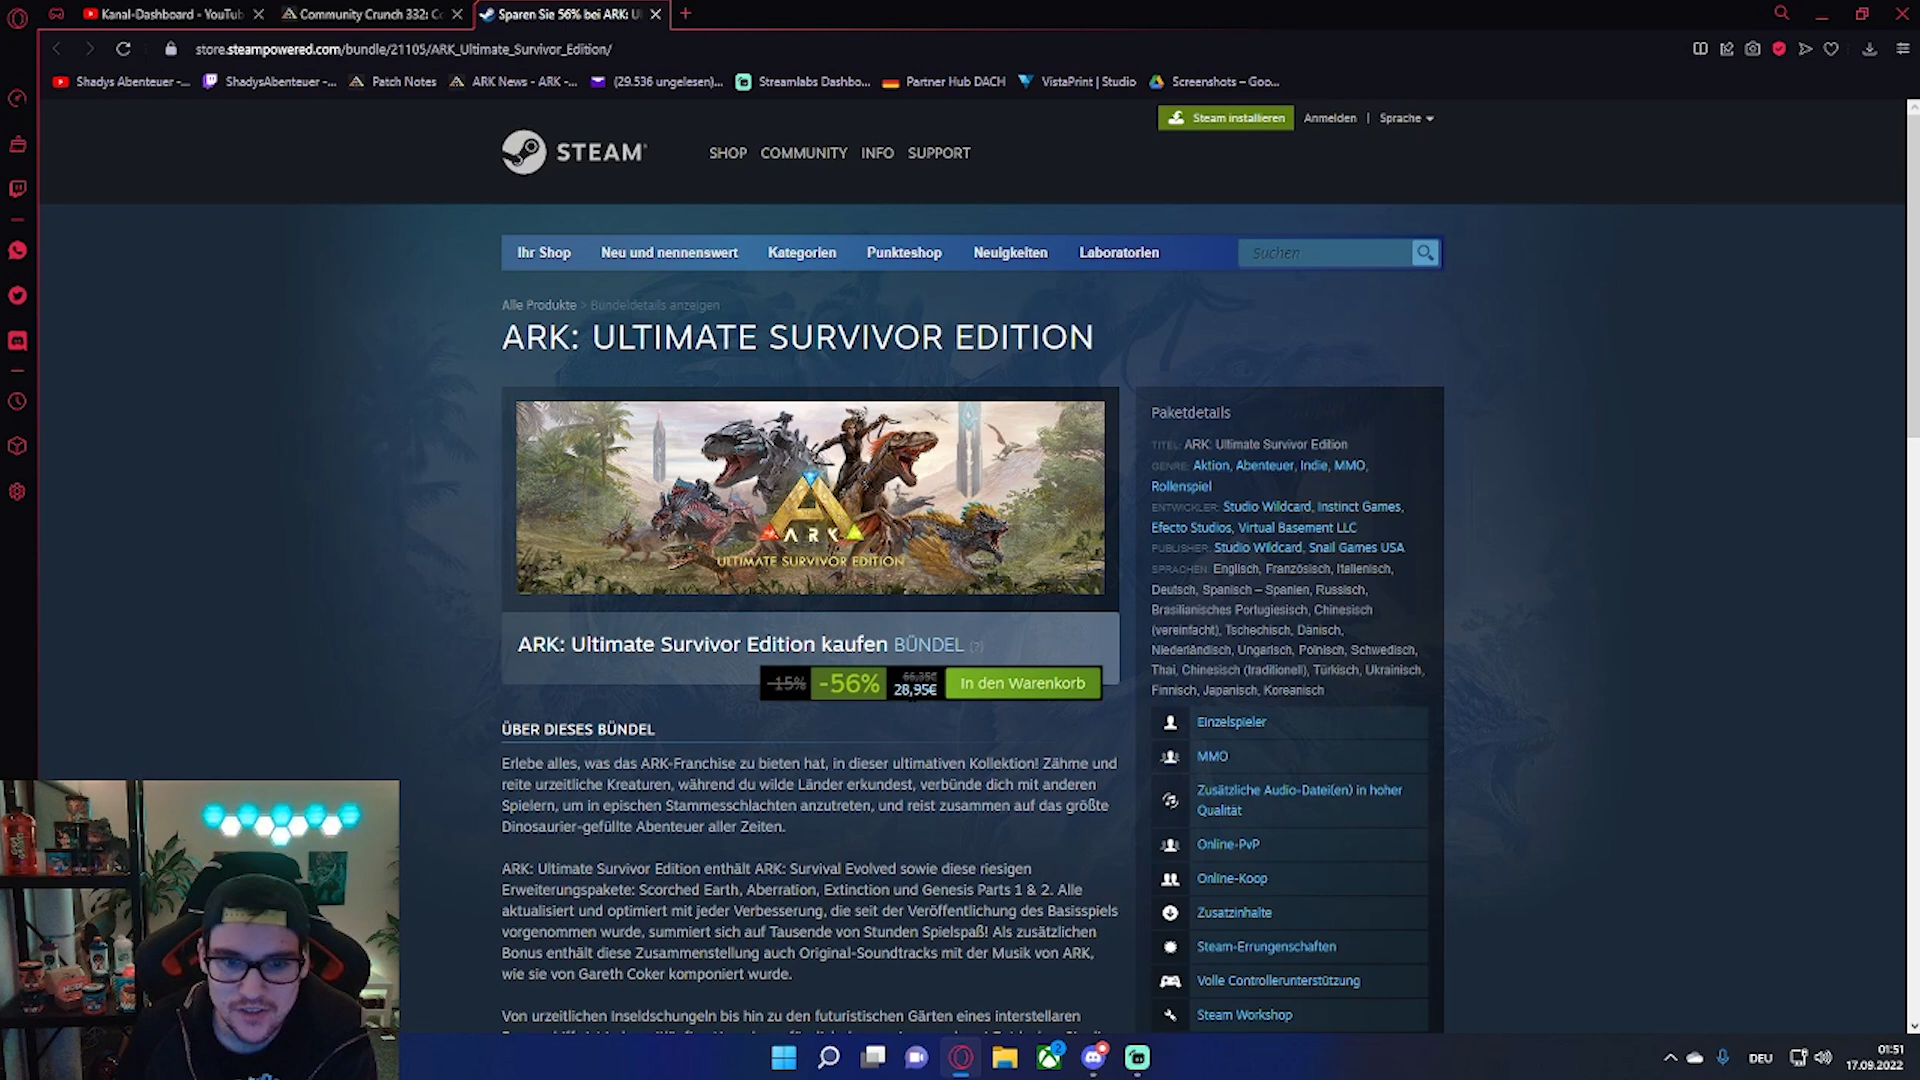 Kanal-Dashboard - YouTub
Community Crunch 332: C
Sparen Sie 56% bei ARK: U
store.steampowered.com/bundle/21105/ARK_Ultimate_Survivor_Edition/
Shadys Abenteuer -...
ShadysAbenteuer -...
Patch Notes
ARK News - ARK -...
(29.536 ungelesen)...
Streamlabs Dashbo...
Partner Hub DACH
VistaPrint | Studio
Screenshots – Goo...
Steam installieren
Anmelden | Sprache
STEAM
SHOP COMMUNITY INFO SUPPORT
Ihr Shop Neu und nennenswert Kategorien Punkteshop Neuigkeiten Laboratorien
Suchen
Alle Produkte > Bündeldetails anzeigen
ARK: ULTIMATE SURVIVOR EDITION
ARK
ULTIMATE SURVIVOR EDITION
ARK: Ultimate Survivor Edition kaufen BÜNDEL (?)
-15% -56% 66,35€ 28,95€ In den Warenkorb
ÜBER DIESES BÜNDEL
Erlebe alles, was das ARK-Franchise zu bieten hat, in dieser ultimativen Kollektion! Zähme und
reite urzeitliche Kreaturen, während du wilde Länder erkundest, verbünde dich mit anderen
Spielern, um in epischen Stammesschlachten anzutreten, und reist zusammen auf das größte
Dinosaurier-gefüllte Abenteuer aller Zeiten.
ARK: Ultimate Survivor Edition enthält ARK: Survival Evolved sowie diese riesigen
Erweiterungspakete: Scorched Earth, Aberration, Extinction und Genesis Parts 1 & 2. Alle
aktualisiert und optimiert mit jeder Verbesserung, die seit der Veröffentlichung des Basisspiels
vorgenommen wurde, summiert sich auf Tausende von Stunden Spielspaß! Als zusätzlichen
Bonus enthält diese Zusammenstellung auch Original-Soundtracks mit der Musik von ARK,
wie sie von Gareth Coker komponiert wurde.
Von urzeitlichen Inseldschungeln bis hin zu den futuristischen Gärten eines interstellaren
Paketdetails
TITEL: ARK: Ultimate Survivor Edition
GENRE: Aktion, Abenteuer, Indie, MMO,
Rollenspiel
ENTWICKLER: Studio Wildcard, Instinct Games,
Efecto Studios, Virtual Basement LLC
PUBLISHER: Studio Wildcard, Snail Games USA
SPRACHEN: Englisch, Französisch, Italienisch,
Deutsch, Spanisch – Spanien, Russisch,
Brasilianisches Portugiesisch, Chinesisch
(vereinfacht), Tschechisch, Dänisch,
Niederländisch, Ungarisch, Polnisch, Schwedisch,
Thai, Chinesisch (traditionell), Türkisch, Ukrainisch,
Finnisch, Japanisch, Koreanisch
Einzelspieler
MMO
Zusätzliche Audio-Datei(en) in hoher
Qualität
Online-PvP
Online-Koop
Zusatzinhalte
Steam-Errungenschaften
Volle Controllerunterstützung
Steam Workshop
2
DEU
01:51
17.09.2022